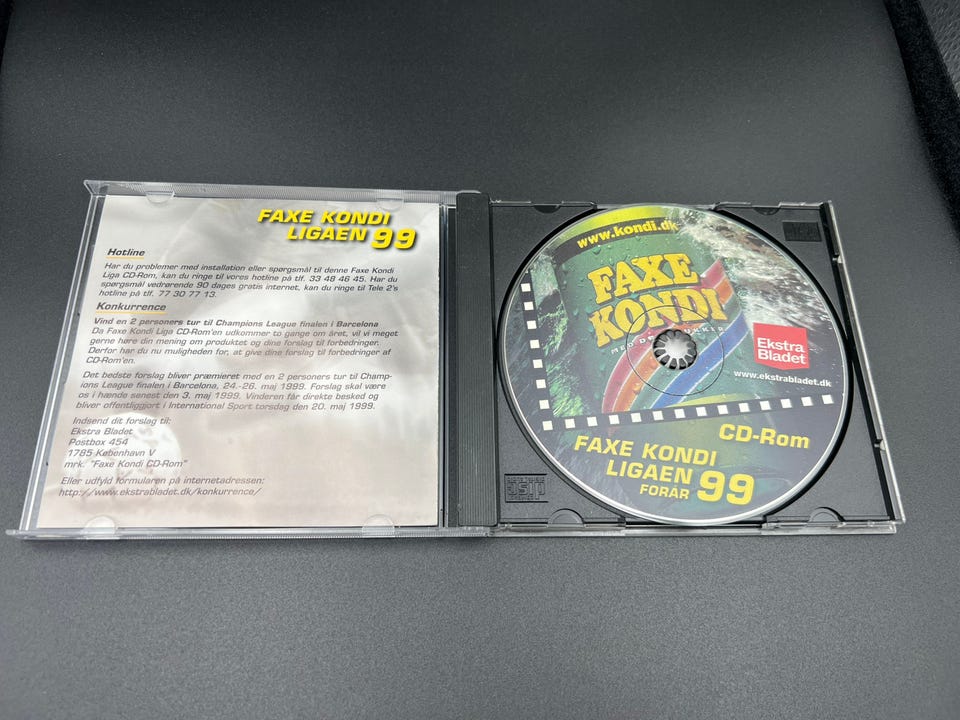 FAXE KONDI
LIGAEN 99
Hotline
Har du problemer med installation eller spørgsmål til denne Faxe Kondi
Liga CD-Rom, kan du ringe til vores hotline på tlf. 33 48 46 45. Har du
spørgsmål vedrørende 90 dages gratis internet, kan du ringe til Tele 2's
hotline på tlf. 77 30 77 13.
Konkurrence
Vind en 2 personers tur til Champions League finalen i Barcelona
Da Faxe Kondi Liga CD-Rom'en udkommer to gange om året, vil vi meget
gerne høre din mening om produktet og dine forslag til forbedringer.
Derfor har du nu muligheden for, at give dine forslag til forbedringer af
CD-Rom'en.
Det bedste forslag bliver præmieret med en 2 personers tur til Champ-
ions League finalen i Barcelona, 24.-26. maj 1999. Forslag skal være
os i hænde senest den 3. maj 1999. Vinderen får direkte besked og
bliver offentliggjort i International Sport torsdag den 20. maj 1999.
Indsend dit forslag til:
Ekstra Bladet
Postbox 454
1785 København V
mrk. "Faxe Kondi CD-Rom"
Eller udfyld formularen på internetadressen:
http://www.ekstrabladet.dk/konkurrence/
www.kondi.dk
FAXE
KONDI
MED
Ekstra
Bladet
www.ekstrabladet.dk
CD-Rom
FAXE KONDI
LIGAEN
FORÅR 99